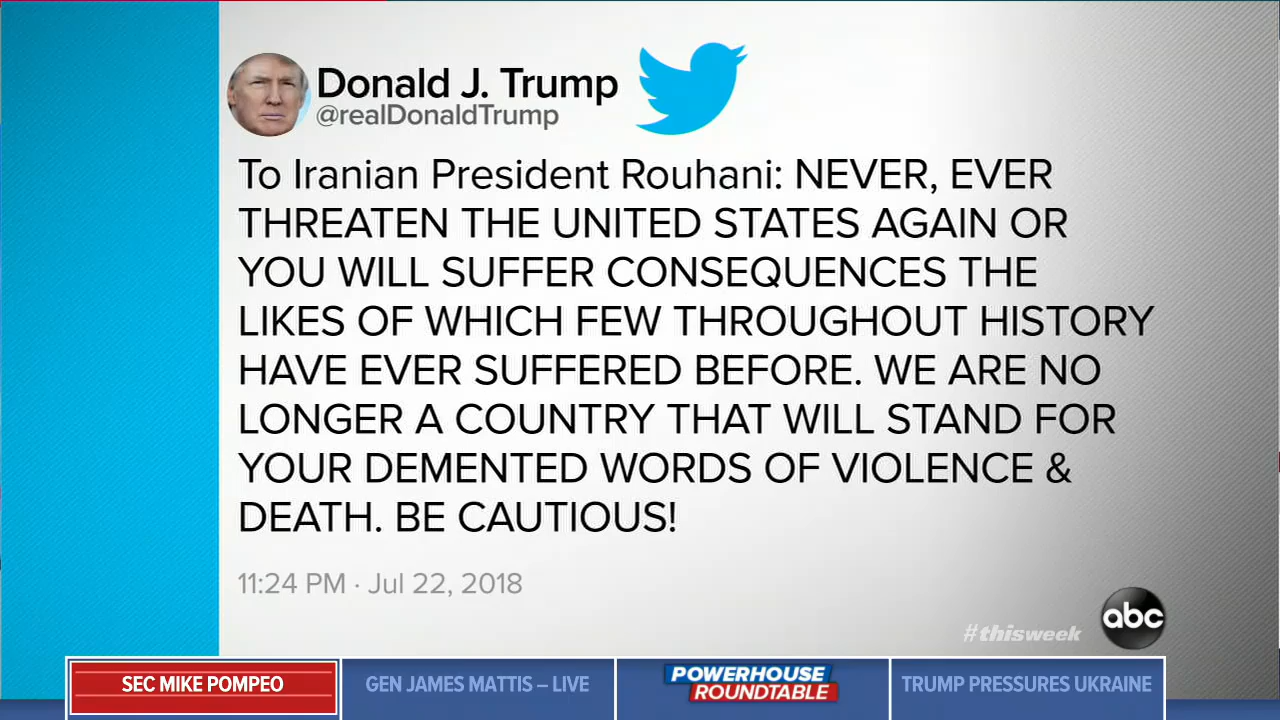 Donald J. Trump
@realDonaldTrump
To Iranian President Rouhani: NEVER, EVER
THREATEN THE UNITED STATES AGAIN OR
YOU WILL SUFFER CONSEQUENCES THE
LIKES OF WHICH FEW THROUGHOUT HISTORY
HAVE EVER SUFFERED BEFORE. WE ARE NO
LONGER A COUNTRY THAT WILL STAND FOR
YOUR DEMENTED WORDS OF VIOLENCE &
DEATH. BE CAUTIOUS!
11:24 PM · Jul 22, 2018
#thisweek
abc
SEC MIKE POMPEO
GEN JAMES MATTIS – LIVE
POWERHOUSE
ROUNDTABLE
TRUMP PRESSURES UKRAINE